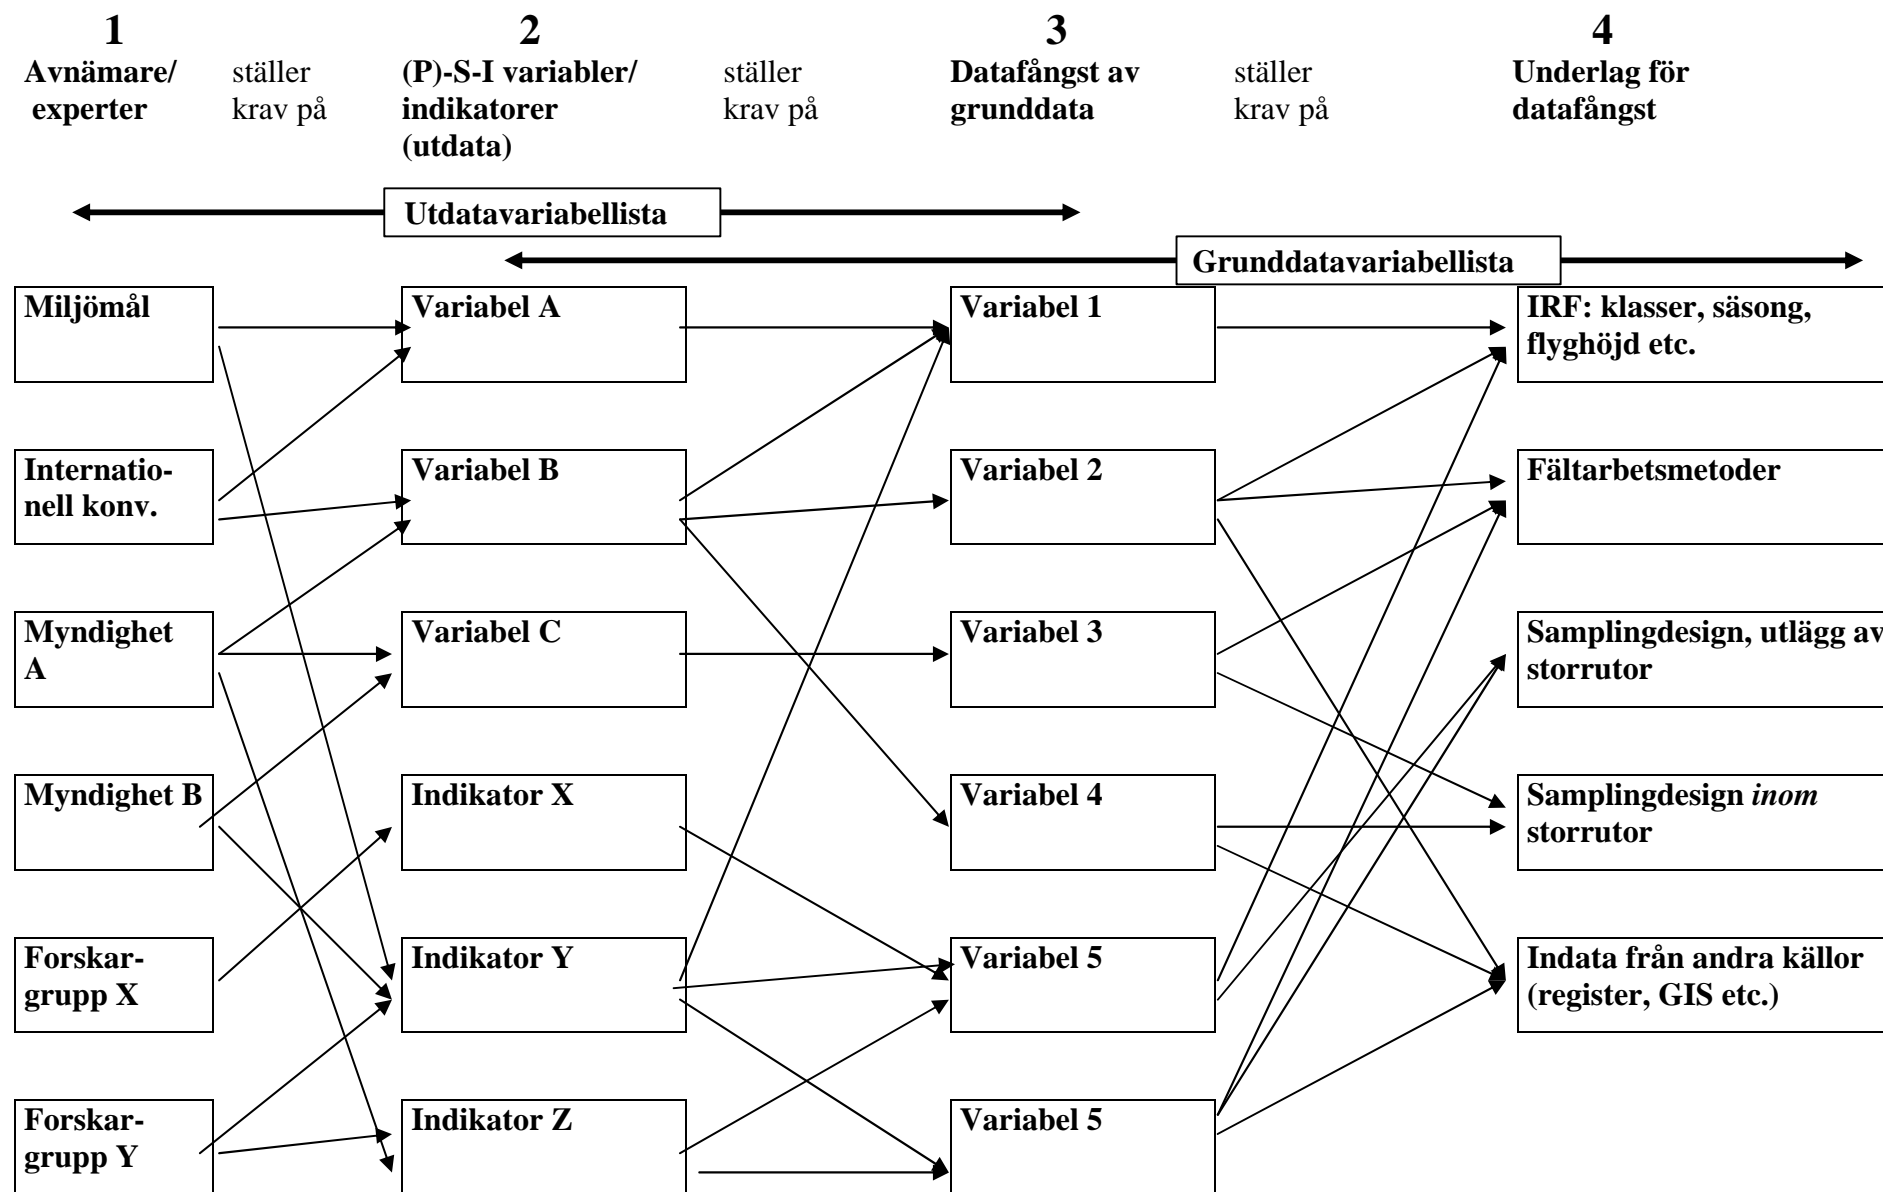 1
Avnämare/
experter
ställer
krav på
2
(P)-S-I variabler/
indikatorer
(utdata)
ställer
krav på
3
Datafångst av
grunddata
ställer
krav på
4
Underlag för
datafångst
Utdatavariabellista
Grunddatavariabellista
Miljömål
Variabel A
Variabel 1
IRF: klasser, säsong,
flyghöjd etc.
Internatio-
nell konv.
Variabel B
Variabel 2
Fältarbetsmetoder
Myndighet
A
Variabel C
Variabel 3
Samplingdesign, utlägg av
storrutor
Myndighet B
Indikator X
Variabel 4
Samplingdesign inom
storrutor
Forskar-
grupp X
Indikator Y
Variabel 5
Indata från andra källor
(register, GIS etc.)
Forskar-
grupp Y
Indikator Z
Variabel 5